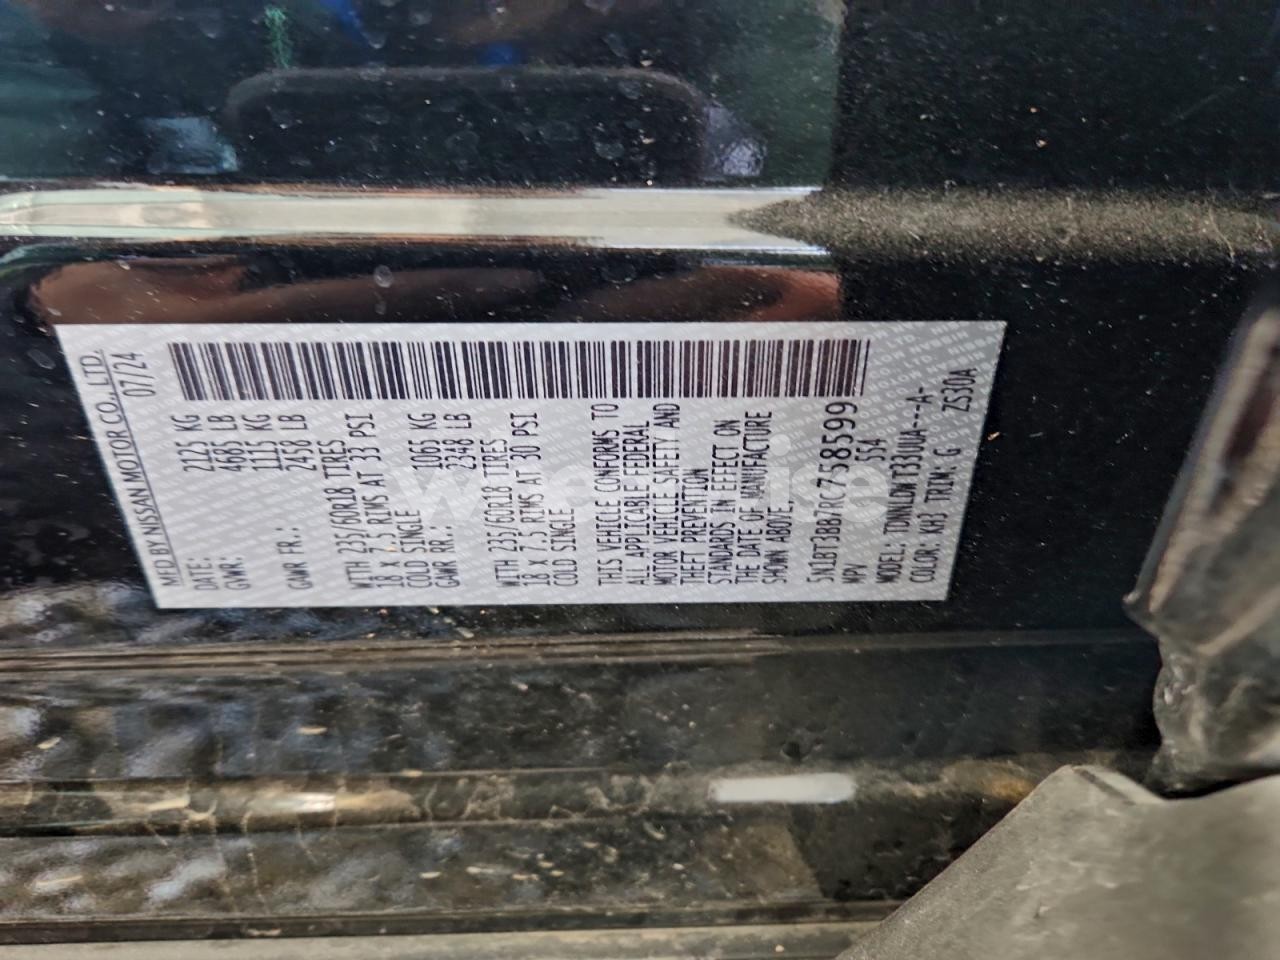 MFD BY NISSAN MOTOR CO., LTD.
DATE: 07/24
GVWR: 2125 KG
4685 LB
1115 KG
GAWR FR.: 2458 LB
WITH 235/60R18 TIRES
18 X 7.5 RIMS AT 33 PSI
COLD SINGLE 1065 KG
GAWR RR.: 2348 LB
WITH 235/60R18 TIRES
18 X 7.5 RIMS AT 30 PSI
COLD SINGLE
THIS VEHICLE CONFORMS TO
ALL APPLICABLE FEDERAL
MOTOR VEHICLE SAFETY AND
THEFT PREVENTION
STANDARDS IN EFFECT ON
THE DATE OF MANUFACTURE
SHOWN ABOVE.
5N1BT3BB7RC758599
MPV 554
MODEL: TDNNLDWT33UUA--A-
COLOR: KH3 TRIM: G ZS30A